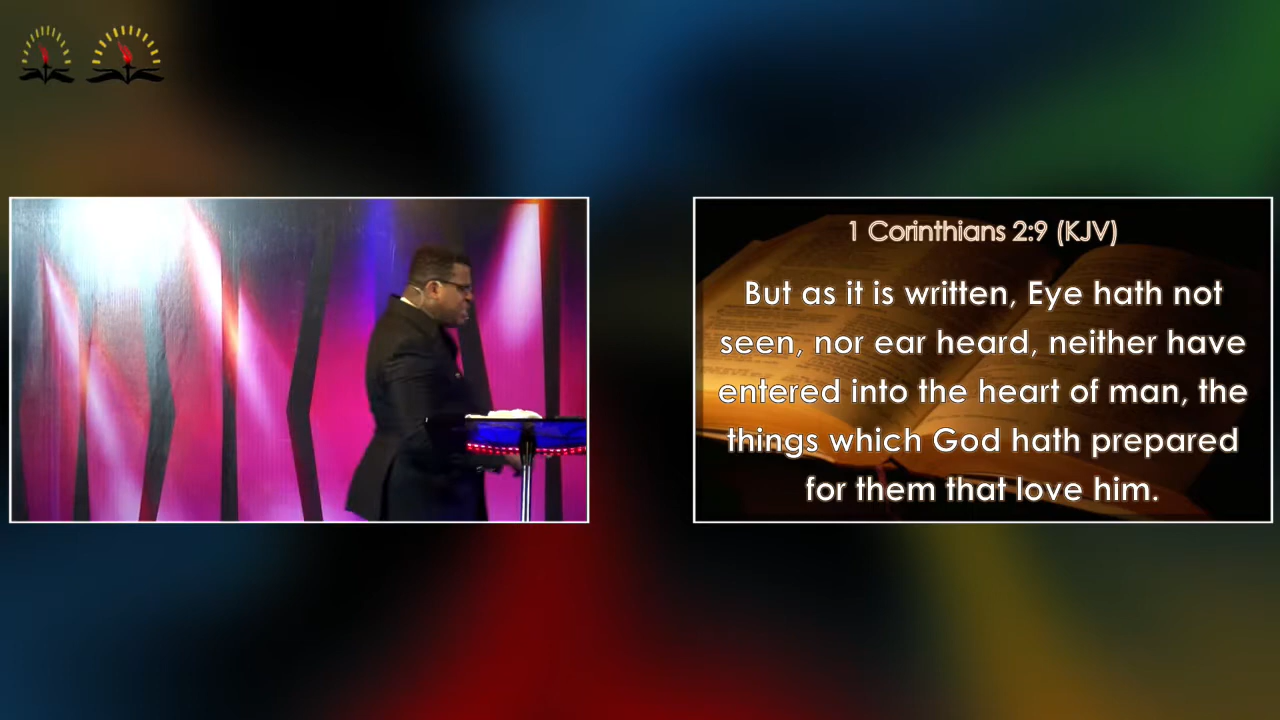 1 Corinthians 2:9 (KJV)
But as it is written, Eye hath not
seen, nor ear heard, neither have
entered into the heart of man, the
things which God hath prepared
for them that love him.